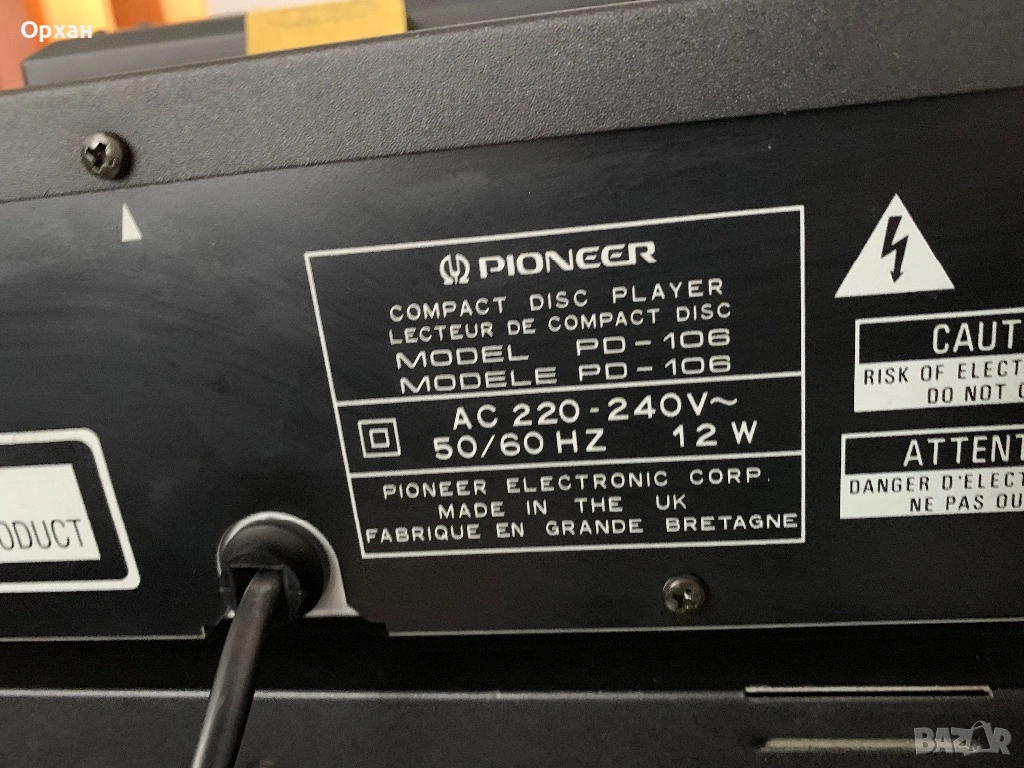 Орхан
PIONEER
COMPACT DISC PLAYER
LECTEUR DE COMPACT DISC
MODEL PD-106
MODELE PD-106
AC 220-240V~
50/60 HZ 12 W
PIONEER ELECTRONIC CORP.
MADE IN THE UK
FABRIQUE EN GRANDE BRETAGNE
CAUT
RISK OF ELECT
DO NOT
ATTENT
DANGER D'ELECT
NE PAS OU
ODUCT
BAZAR